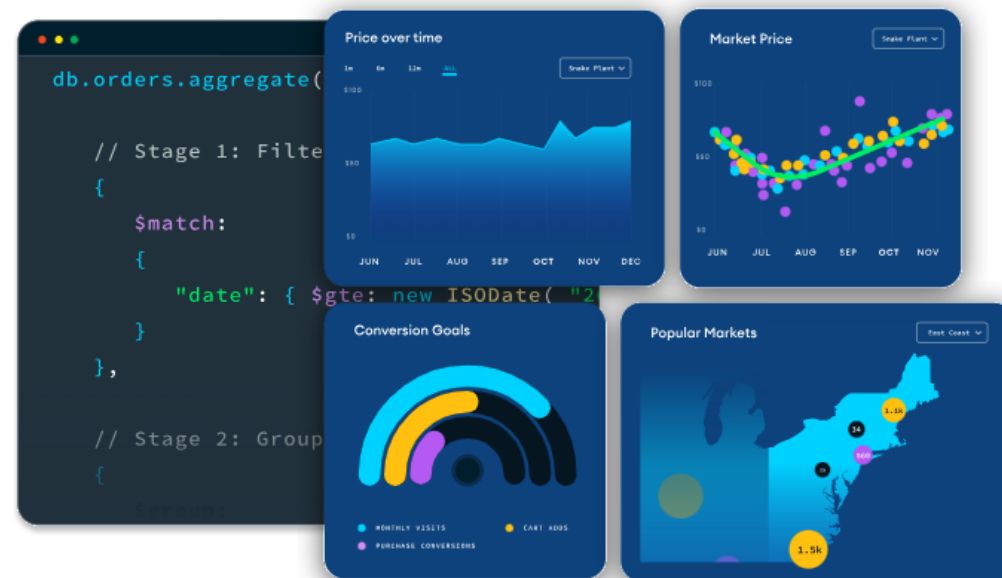 db.orders.aggregate(
// Stage 1: Filte
{
$match:
{
"date": { $gte: new ISODate( "2
}
},
// Stage 2: Group
{
$group:
Price over time
1m 6m 12m ALL
Snake Plant
$100
$50
$0
JUN JUL AUG SEP OCT NOV DEC
Market Price
Snake Plant
$100
$50
$0
JUN JUL AUG SEP OCT NOV
Conversion Goals
MONTHLY VISITS
CART ADDS
PURCHASE CONVERSIONS
Popular Markets
East Coast
1.1k
34
560
1.5k